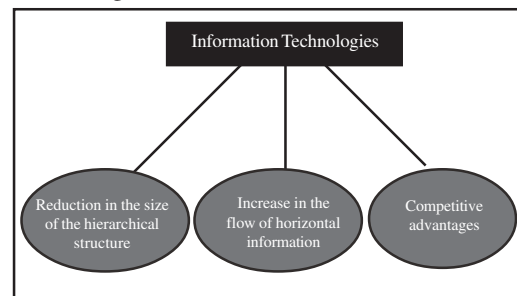 Information Technologies
Reduction in the size
of the hierarchical
structure
Increase in the
flow of horizontal
information
Competitive
advantages